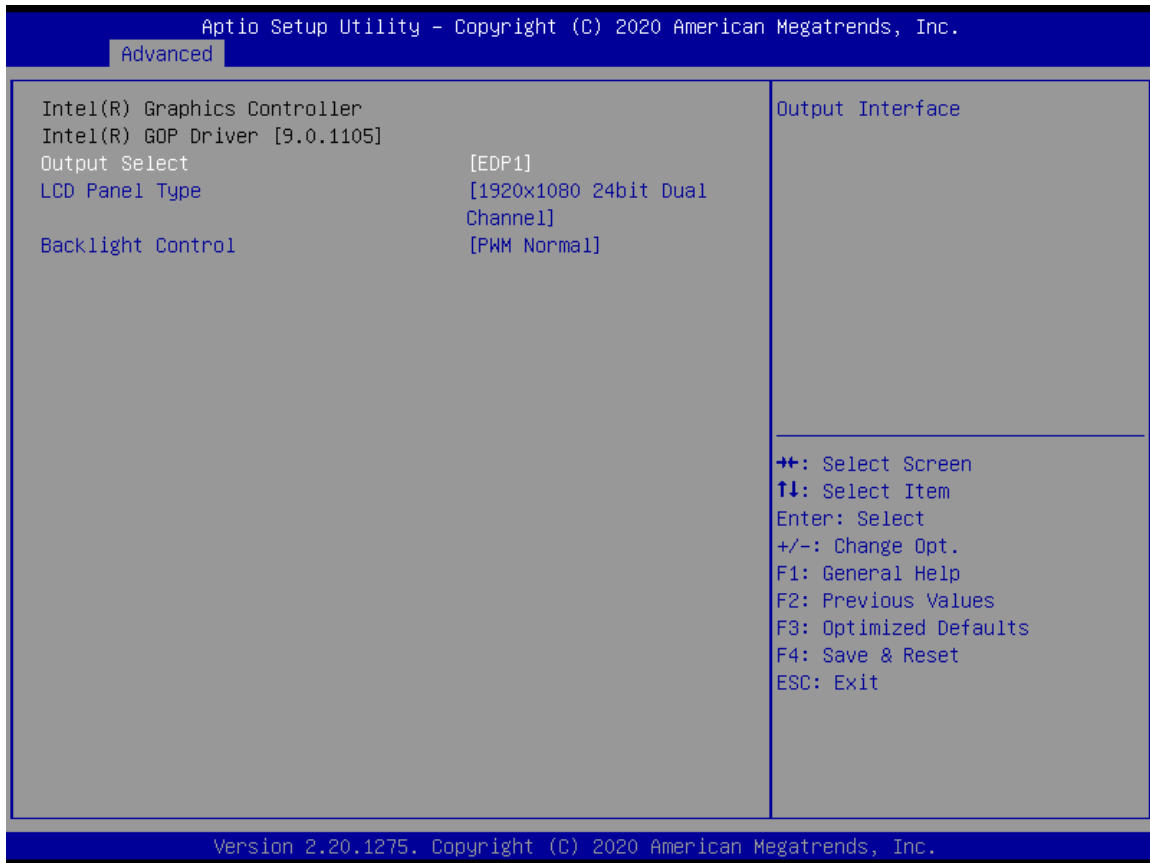 Aptio Setup Utility – Copyright (C) 2020 American Megatrends, Inc.
Advanced
Intel(R) Graphics Controller
Intel(R) GOP Driver [9.0.1105]
Output Select [EDP1]
LCD Panel Type [1920x1080 24bit Dual
Channel]
Backlight Control [PWM Normal]
Output Interface
→←: Select Screen
↑↓: Select Item
Enter: Select
+/-: Change Opt.
F1: General Help
F2: Previous Values
F3: Optimized Defaults
F4: Save & Reset
ESC: Exit
Version 2.20.1275. Copyright (C) 2020 American Megatrends, Inc.